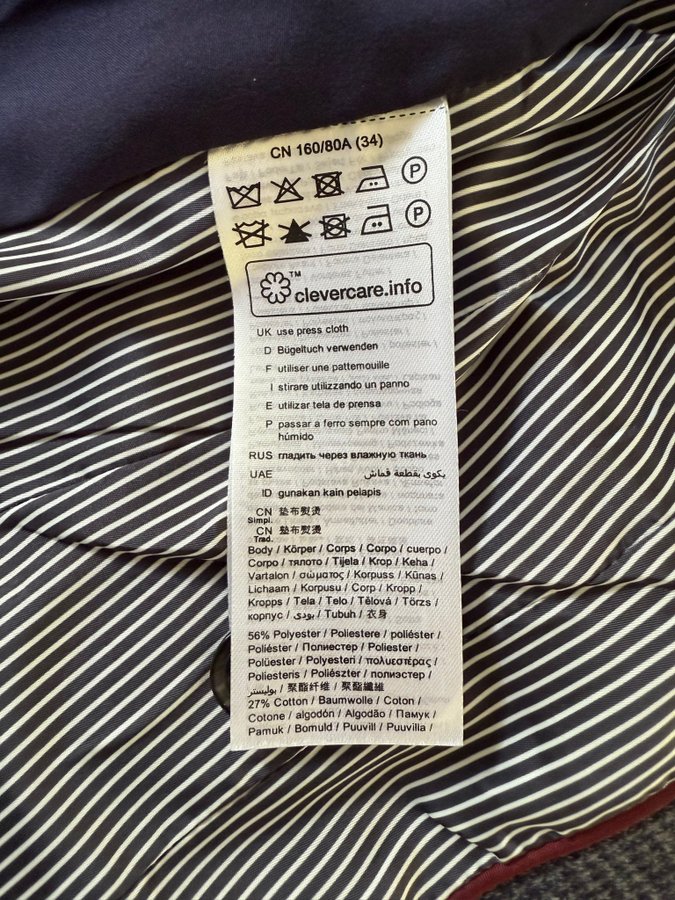 CN 160/80A (34)
P
P
™
clevercare.info
UK use press cloth
D Bügeltuch verwenden
F utiliser une pattemouille
I stirare utilizzando un panno
E utilizar tela de prensa
P passar a ferro sempre com pano
húmido
RUS гладить через влажную ткань
UAE يكوى بقطعة قماش
ID gunakan kain pelapis
CN 垫布熨烫
Simpl.
CN 墊布熨燙
Trad.
Body / Körper / Corps / Corpo / cuerpo /
Corpo / тялото / Tijela / Krop / Keha /
Vartalon / σώματος / Korpuss / Kūnas /
Lichaam / Korpusu / Corp / Kropp /
Kropps / Tela / Telo / Tělová / Törzs /
корпус / بودى / Tubuh / 衣身
56% Polyester / Poliestere / poliéster /
Poliéster / Полиестер / Poliester /
Polüester / Polyesteri / πολυεστέρας /
Poliesteris / Poliészter / полиэстер /
بوليستر / 聚酯纤维 / 聚酯纖維
27% Cotton / Baumwolle / Coton /
Cotone / algodón / Algodão / Памук /
Pamuk / Bomuld / Puuvill / Puuvilla /